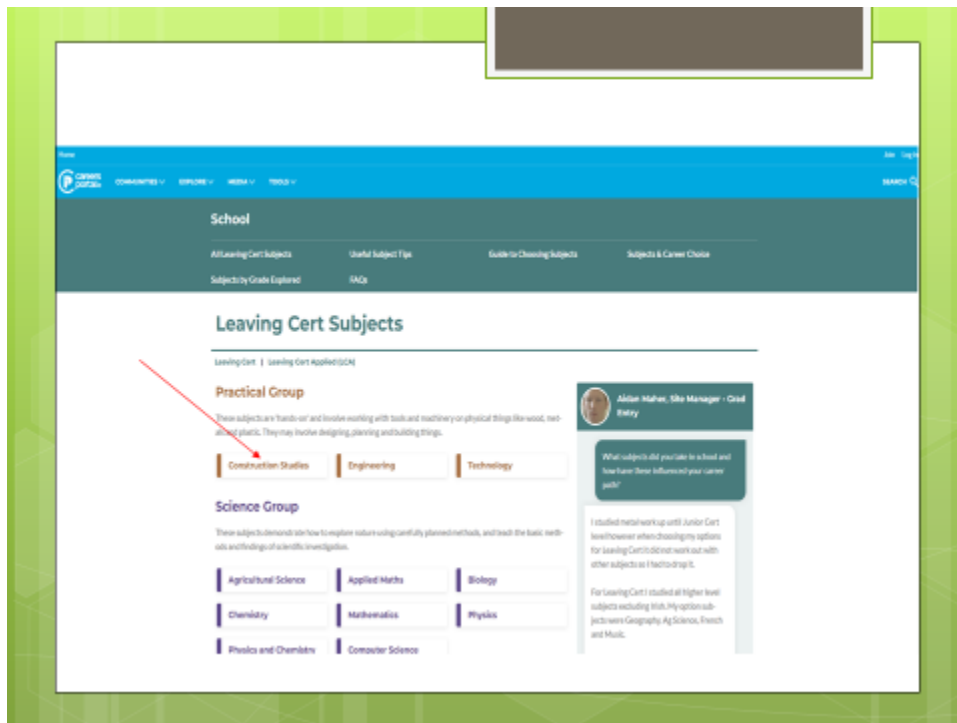 Home
Join Log In
careers
portal
COMMUNITIES EXPLORE MEDIA TOOLS
SEARCH
School
All Leaving Cert Subjects Useful Subject Tips Guide to Choosing Subjects Subjects & Career Choice
Subjects by Grade Explored FAQs
Leaving Cert Subjects
Leaving Cert | Leaving Cert Applied (LCA)
Practical Group
These subjects are 'hands-on' and involve working with tools and machinery or physical things like wood, met-
al and plastic. They may involve designing, planning and building things.
Construction Studies Engineering Technology
Science Group
These subjects demonstrate how to explore nature using carefully planned methods, and teach the basic meth-
ods and findings of scientific investigation.
Agricultural Science Applied Maths Biology
Chemistry Mathematics Physics
Physics and Chemistry Computer Science
Aidan Maher, Site Manager - Grad
Entry
What subjects did you take in school and
how have these influenced your career
path?
I studied metal work up until Junior Cert
level however when choosing my options
for Leaving Cert it did not work out with
other subjects so I had to drop it.
For Leaving Cert I studied all higher level
subjects excluding Irish. My option sub-
jects were Geography, Ag Science, French
and Music.